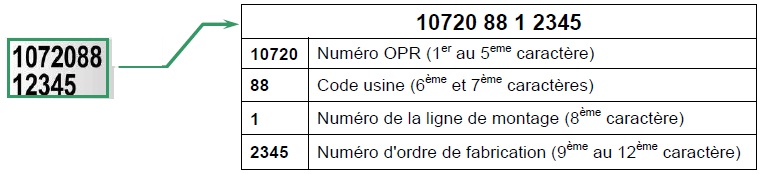 1072088
12345
10720 88 1 2345
10720 Numéro OPR (1er au 5eme caractère)
88 Code usine (6ème et 7ème caractères)
1 Numéro de la ligne de montage (8ème caractère)
2345 Numéro d'ordre de fabrication (9ème au 12ème caractère)